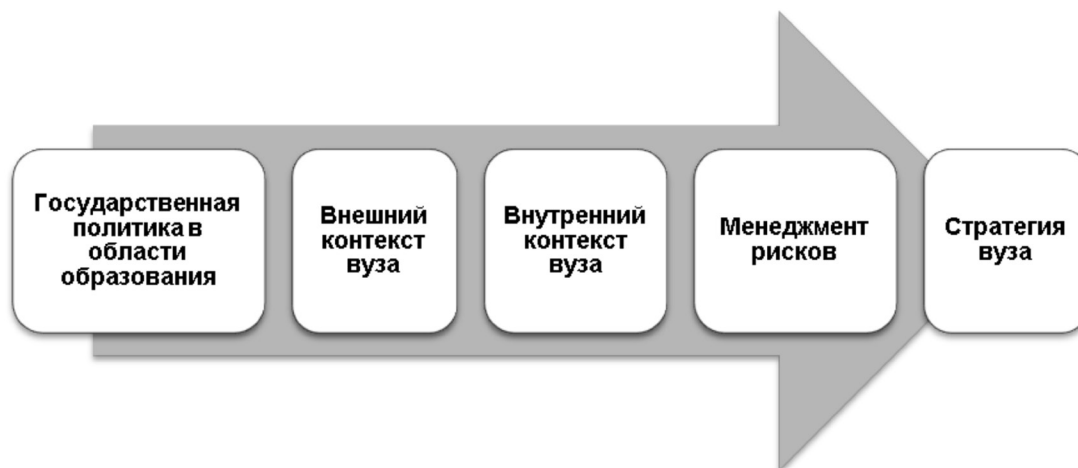 Государственная
политика в
области
образования
Внешний
контекст
вуза
Внутренний
контекст
вуза
Менеджмент
рисков
Стратегия
вуза